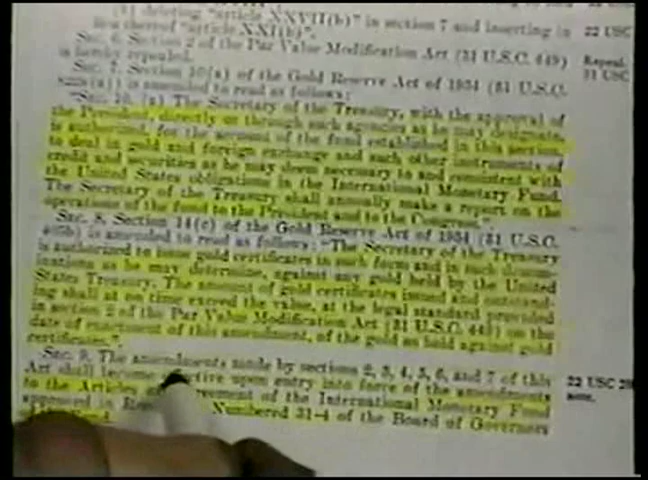 (1) deleting "article XXVII(b)" in section 7 and inserting in
lieu thereof "article XXI(b)".
22 USC
Sec. 6. Section 2 of the Par Value Modification Act (31 U.S.C. 449)
is hereby repealed.
Repeal.
31 USC
Sec. 7. Section 10(a) of the Gold Reserve Act of 1934 (31 U.S.C.
822a(a)) is amended to read as follows:
"Sec. 10. (a) The Secretary of the Treasury, with the approval of
the President, directly or through such agencies as he may designate,
is authorized, for the account of the fund established in this section,
to deal in gold and foreign exchange and such other instruments of
credit and securities as he may deem necessary to and consistent with
the United States obligations in the International Monetary Fund.
The Secretary of the Treasury shall annually make a report on the
operations of the fund to the President and to the Congress.".
Sec. 8. Section 14(c) of the Gold Reserve Act of 1934 (31 U.S.C.
405b) is amended to read as follows: "The Secretary of the Treasury
is authorized to issue gold certificates in such form and in such denom-
inations as he may determine, against any gold held by the United
States Treasury. The amount of gold certificates issued and outstand-
ing shall at no time exceed the value, at the legal standard provided
in section 2 of the Par Value Modification Act (31 U.S.C. 449) on the
date of enactment of this amendment, of the gold so held against gold
certificates.".
Sec. 9. The amendments made by sections 2, 3, 4, 5, 6, and 7 of this
Act shall become effective upon entry into force of the amendments
to the Articles of Agreement of the International Monetary Fund
approved in Numbered 31-4 of the Board of Governors
22 USC
note.